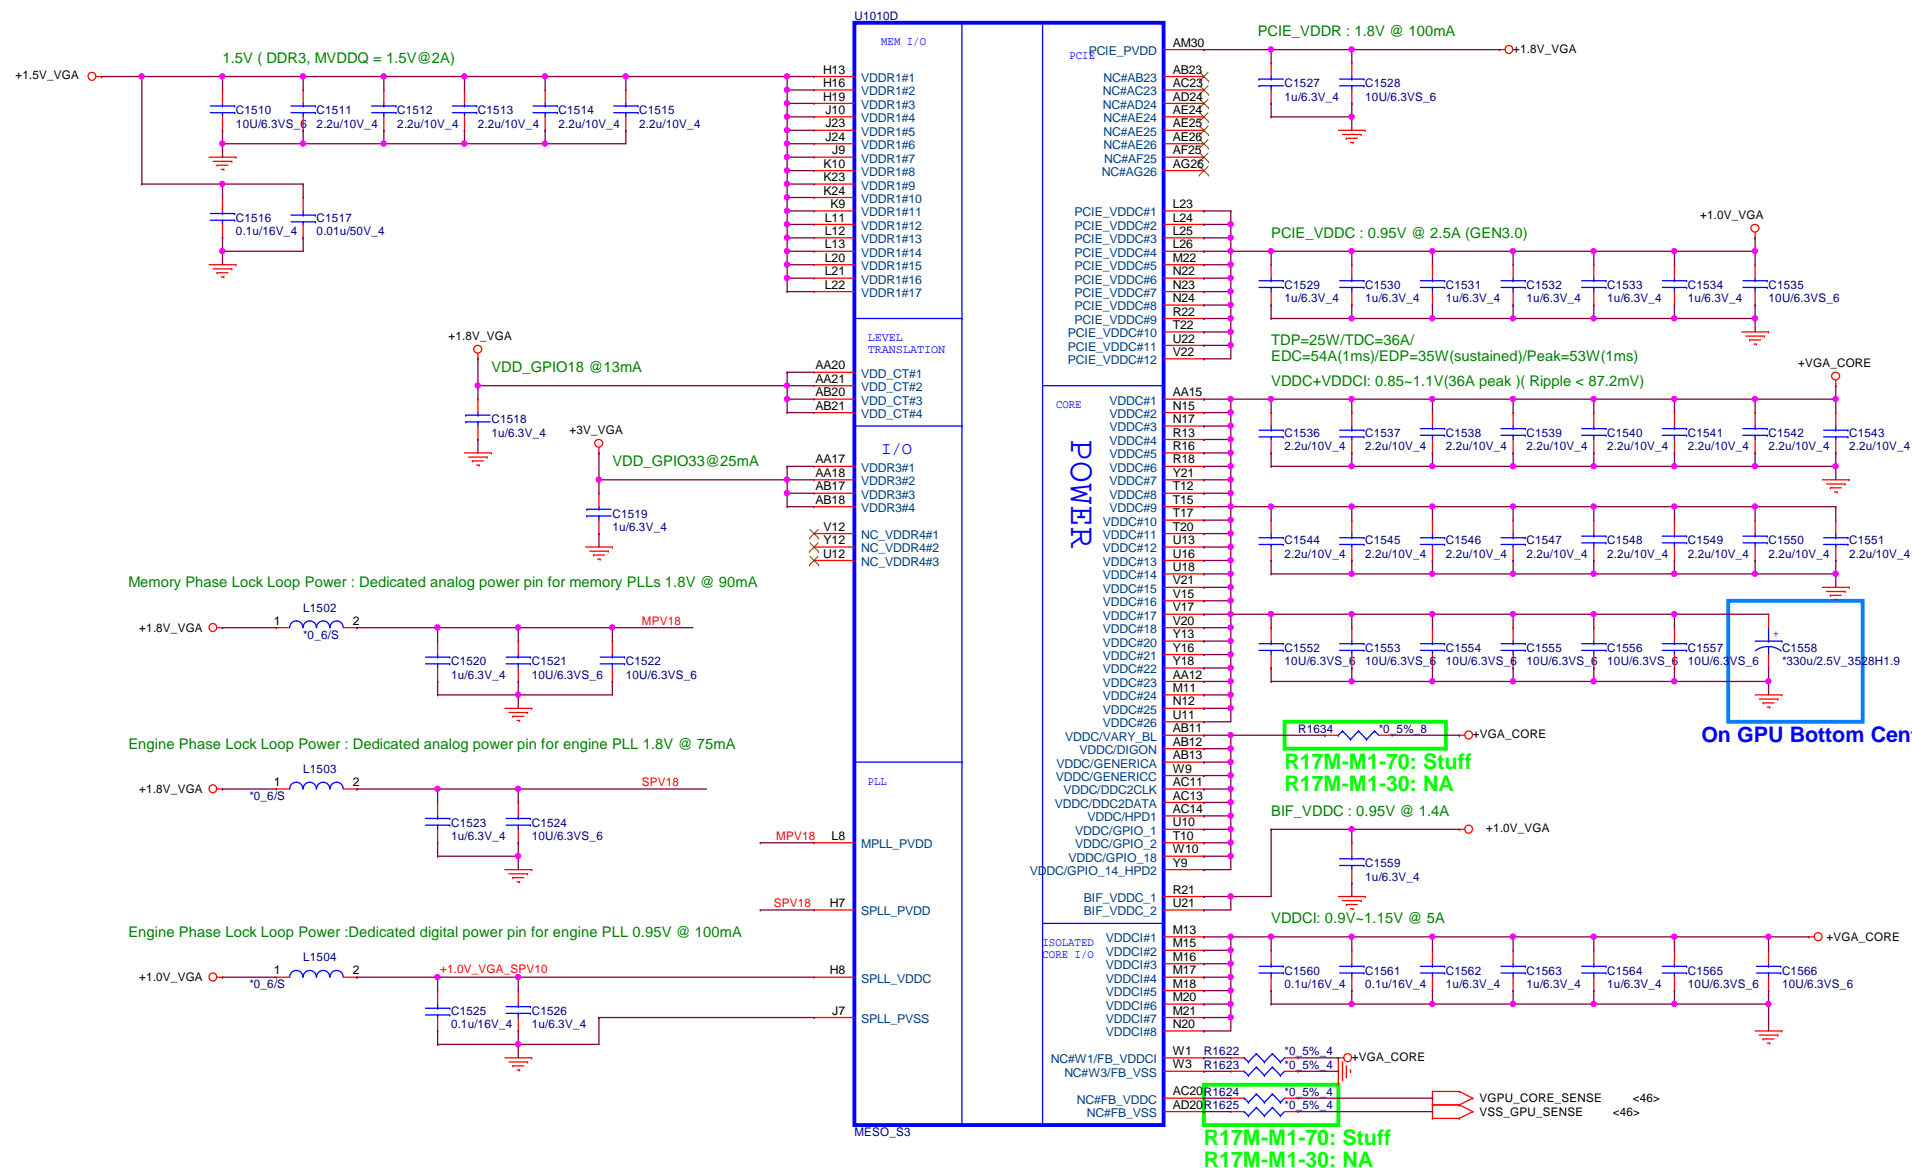 U1010D
MEM I/O
1.5V ( DDR3, MVDDQ = 1.5V@2A)
+1.5V_VGA
C1510
10U/6.3VS_6
C1511
2.2u/10V_4
C1512
2.2u/10V_4
C1513
2.2u/10V_4
C1514
2.2u/10V_4
C1515
2.2u/10V_4
C1516
0.1u/16V_4
C1517
0.01u/50V_4
H13 VDDR1#1
H16 VDDR1#2
H19 VDDR1#3
J10 VDDR1#4
J23 VDDR1#5
J24 VDDR1#6
J9 VDDR1#7
K10 VDDR1#8
K23 VDDR1#9
K24 VDDR1#10
K9 VDDR1#11
L11 VDDR1#12
L12 VDDR1#13
L13 VDDR1#14
L20 VDDR1#15
L21 VDDR1#16
L22 VDDR1#17
LEVEL
TRANSLATION
+1.8V_VGA
VDD_GPIO18 @13mA
C1518
1u/6.3V_4
AA20 VDD_CT#1
AA21 VDD_CT#2
AB20 VDD_CT#3
AB21 VDD_CT#4
I/O
+3V_VGA
VDD_GPIO33@25mA
C1519
1u/6.3V_4
AA17 VDDR3#1
AA18 VDDR3#2
AB17 VDDR3#3
AB18 VDDR3#4
V12 NC_VDDR4#1
Y12 NC_VDDR4#2
U12 NC_VDDR4#3
Memory Phase Lock Loop Power : Dedicated analog power pin for memory PLLs 1.8V @ 90mA
+1.8V_VGA
1 L1502 2
*0_6/S
MPV18
C1520
1u/6.3V_4
C1521
10U/6.3VS_6
C1522
10U/6.3VS_6
Engine Phase Lock Loop Power : Dedicated analog power pin for engine PLL 1.8V @ 75mA
+1.8V_VGA
1 L1503 2
*0_6/S
SPV18
C1523
1u/6.3V_4
C1524
10U/6.3VS_6
PLL
MPV18 L8 MPLL_PVDD
SPV18 H7 SPLL_PVDD
Engine Phase Lock Loop Power :Dedicated digital power pin for engine PLL 0.95V @ 100mA
+1.0V_VGA
1 L1504 2
*0_6/S
+1.0V_VGA_SPV10
H8 SPLL_VDDC
C1525
0.1u/16V_4
C1526
1u/6.3V_4
J7 SPLL_PVSS
MESO_S3
PCIE
PCIE_PVDD AM30
PCIE_VDDR : 1.8V @ 100mA
+1.8V_VGA
C1527
1u/6.3V_4
C1528
10U/6.3VS_6
NC#AB23 AB23
NC#AC23 AC23
NC#AD24 AD24
NC#AE24 AE24
NC#AE25 AE25
NC#AE26 AE26
NC#AF25 AF25
NC#AG26 AG26
PCIE_VDDC#1 L23
PCIE_VDDC#2 L24
PCIE_VDDC#3 L25
PCIE_VDDC#4 L26
PCIE_VDDC#5 M22
PCIE_VDDC#6 N22
PCIE_VDDC#7 N23
PCIE_VDDC#8 N24
PCIE_VDDC#9 R22
PCIE_VDDC#10 T22
PCIE_VDDC#11 U22
PCIE_VDDC#12 V22
+1.0V_VGA
PCIE_VDDC : 0.95V @ 2.5A (GEN3.0)
C1529
1u/6.3V_4
C1530
1u/6.3V_4
C1531
1u/6.3V_4
C1532
1u/6.3V_4
C1533
1u/6.3V_4
C1534
1u/6.3V_4
C1535
10U/6.3VS_6
TDP=25W/TDC=36A/
EDC=54A(1ms)/EDP=35W(sustained)/Peak=53W(1ms)
VDDC+VDDCI: 0.85~1.1V(36A peak )( Ripple < 87.2mV)
+VGA_CORE
CORE
POWER
VDDC#1 AA15
VDDC#2 N15
VDDC#3 N17
VDDC#4 R13
VDDC#5 R16
VDDC#6 R18
VDDC#7 Y21
VDDC#8 T12
VDDC#9 T15
VDDC#10 T17
VDDC#11 T20
VDDC#12 U13
VDDC#13 U16
VDDC#14 U18
VDDC#15 V21
VDDC#16 V15
VDDC#17 V17
VDDC#18 V20
VDDC#20 Y13
VDDC#21 Y16
VDDC#22 Y18
VDDC#23 AA12
VDDC#24 M11
VDDC#25 N12
VDDC#26 U11
VDDC/VARY_BL AB11
VDDC/DIGON AB12
VDDC/GENERICA AB13
VDDC/GENERICC W9
VDDC/DDC2CLK AC11
VDDC/DDC2DATA AC13
VDDC/HPD1 AC14
VDDC/GPIO_1 U10
VDDC/GPIO_2 T10
VDDC/GPIO_18 W10
VDDC/GPIO_14_HPD2 Y9
C1536
2.2u/10V_4
C1537
2.2u/10V_4
C1538
2.2u/10V_4
C1539
2.2u/10V_4
C1540
2.2u/10V_4
C1541
2.2u/10V_4
C1542
2.2u/10V_4
C1543
2.2u/10V_4
C1544
2.2u/10V_4
C1545
2.2u/10V_4
C1546
2.2u/10V_4
C1547
2.2u/10V_4
C1548
2.2u/10V_4
C1549
2.2u/10V_4
C1550
2.2u/10V_4
C1551
2.2u/10V_4
C1552
10U/6.3VS_6
C1553
10U/6.3VS_6
C1554
10U/6.3VS_6
C1555
10U/6.3VS_6
C1556
10U/6.3VS_6
C1557
10U/6.3VS_6
+
C1558
*330u/2.5V_3528H1.9
On GPU Bottom Cen
R1634 *0_5%_8
+VGA_CORE
R17M-M1-70: Stuff
R17M-M1-30: NA
BIF_VDDC : 0.95V @ 1.4A
+1.0V_VGA
C1559
1u/6.3V_4
BIF_VDDC_1 R21
BIF_VDDC_2 U21
VDDCI: 0.9V~1.15V @ 5A
ISOLATED
CORE I/O
VDDCI#1 M13
VDDCI#2 M15
VDDCI#3 M16
VDDCI#4 M17
VDDCI#5 M18
VDDCI#6 M20
VDDCI#7 M21
VDDCI#8 N20
+VGA_CORE
C1560
0.1u/16V_4
C1561
0.1u/16V_4
C1562
1u/6.3V_4
C1563
1u/6.3V_4
C1564
1u/6.3V_4
C1565
10U/6.3VS_6
C1566
10U/6.3VS_6
NC#W1/FB_VDDCI W1 R1622 *0_5%_4 +VGA_CORE
NC#W3/FB_VSS W3 R1623 *0_5%_4
NC#FB_VDDC AC20 R1624 *0_5%_4 VGPU_CORE_SENSE <46>
NC#FB_VSS AD20 R1625 *0_5%_4 VSS_GPU_SENSE <46>
R17M-M1-70: Stuff
R17M-M1-30: NA